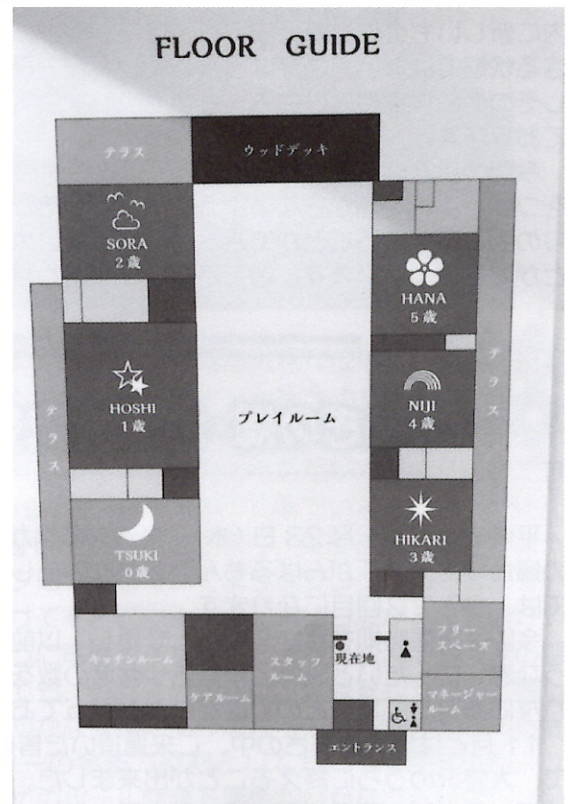 FLOOR GUIDE
テラス
ウッドデッキ
SORA
2歳
HANA
5歳
テラス
HOSHI
1歳
プレイルーム
NIJI
4歳
テラス
TSUKI
0歳
HIKARI
3歳
キッチンルーム
ケアルーム
スタッフ
ルーム
現在地
フリー
スペーズ
マネージャー
ルーム
エントランス